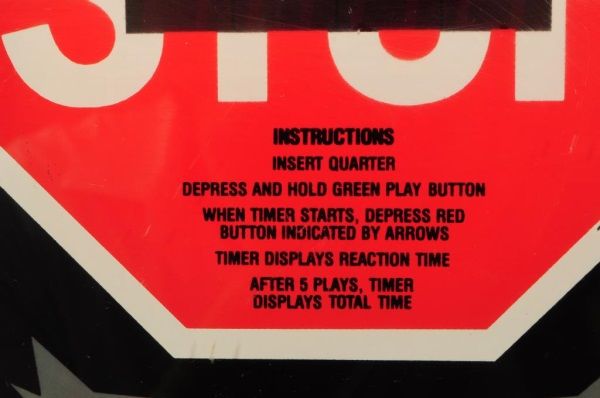 STOP
INSTRUCTIONS
INSERT QUARTER
DEPRESS AND HOLD GREEN PLAY BUTTON
WHEN TIMER STARTS, DEPRESS RED
BUTTON INDICATED BY ARROWS
TIMER DISPLAYS REACTION TIME
AFTER 5 PLAYS, TIMER
DISPLAYS TOTAL TIME